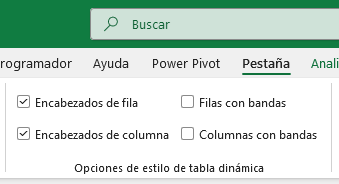 Buscar
rogramador Ayuda Power Pivot Pestaña Anali
Encabezados de fila Filas con bandas
Encabezados de columna Columnas con bandas
Opciones de estilo de tabla dinámica